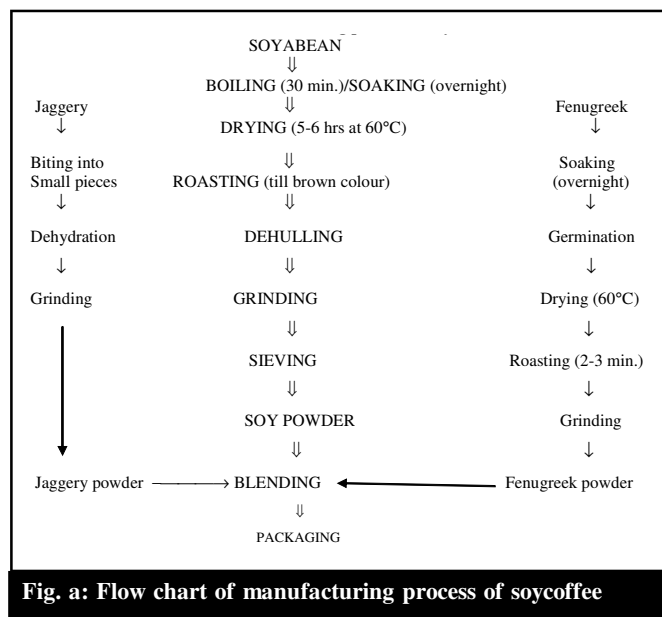 SOYABEAN
⇓
BOILING (30 min.)/SOAKING (overnight)
Jaggery ⇓ Fenugreek
↓ DRYING (5-6 hrs at 60°C) ↓
Biting into ⇓ Soaking
Small pieces ROASTING (till brown colour) (overnight)
↓ ⇓ ↓
Dehydration DEHULLING Germination
↓ ⇓ ↓
Grinding GRINDING Drying (60°C)
⇓ ↓
SIEVING Roasting (2-3 min.)
⇓ ↓
SOY POWDER Grinding
⇓ ↓
Jaggery powder → BLENDING ← Fenugreek powder
⇓
PACKAGING
Fig. a: Flow chart of manufacturing process of soycoffee